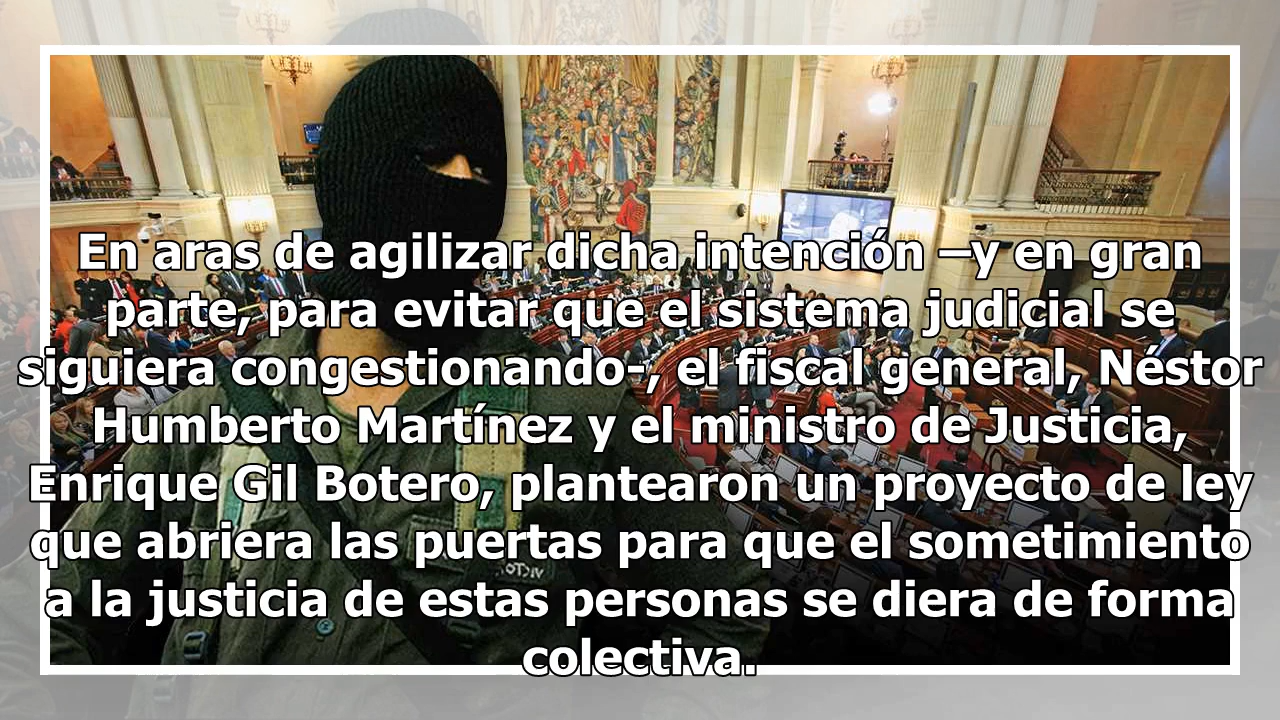 En aras de agilizar dicha intención –y en gran
parte, para evitar que el sistema judicial se
siguiera congestionando-, el fiscal general, Néstor
Humberto Martínez y el ministro de Justicia,
Enrique Gil Botero, plantearon un proyecto de ley
que abriera las puertas para que el sometimiento
a la justicia de estas personas se diera de forma
colectiva.